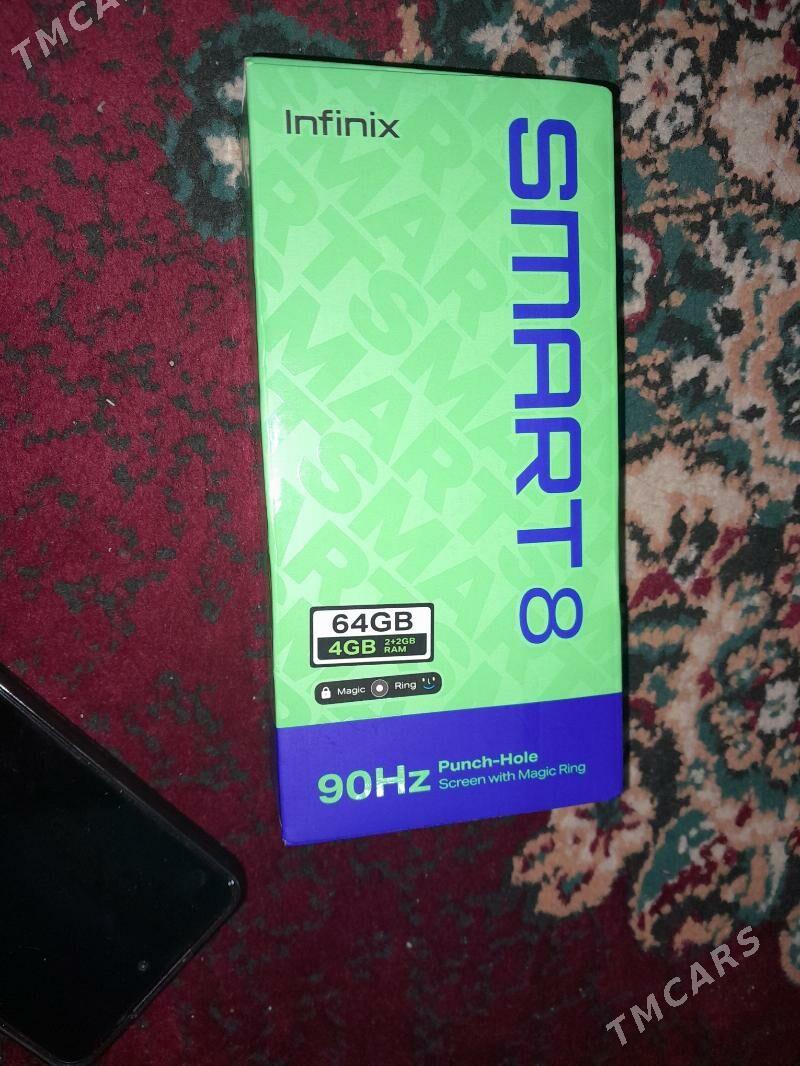 TMCARS
Infinix
SMART 8
64GB
4GB 2+2GB RAM
Magic Ring
90Hz Punch-Hole
Screen with Magic Ring
TMCARS